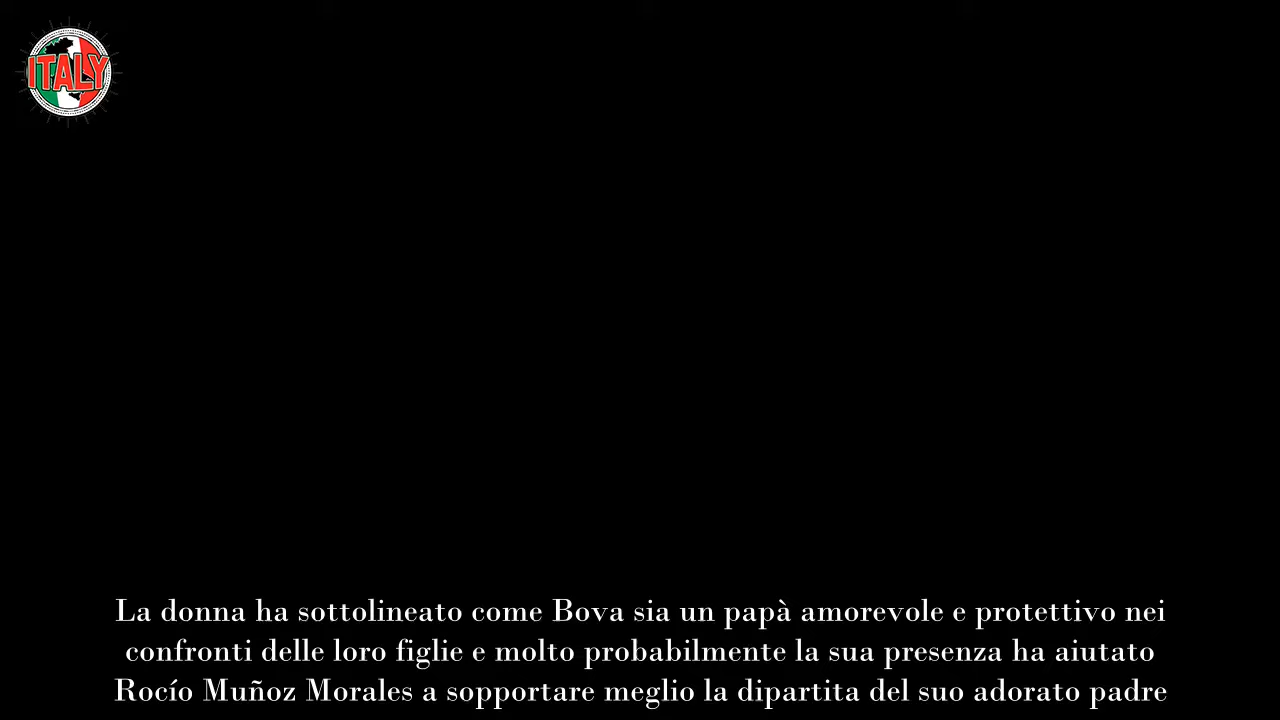 ITALY
La donna ha sottolineato come Bova sia un papà amorevole e protettivo nei
confronti delle loro figlie e molto probabilmente la sua presenza ha aiutato
Rocío Muñoz Morales a sopportare meglio la dipartita del suo adorato padre